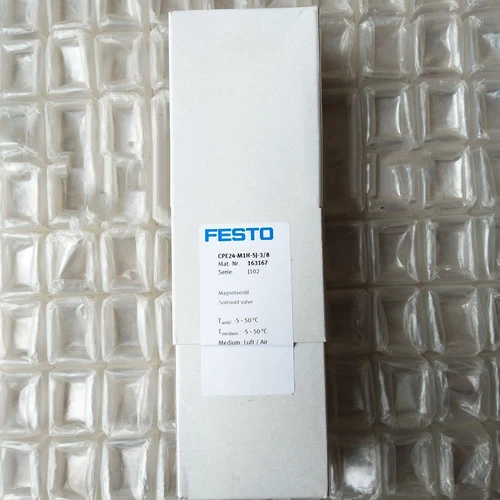 FESTO
CPE24-M1H-5J-3/8
Mat. Nr. 163167
Serie: J102
Magnetventil
Solenoid valve
Tamb: -5 - 50 °C
Tmedium: -5 - 50 °C
Medium: Luft / Air